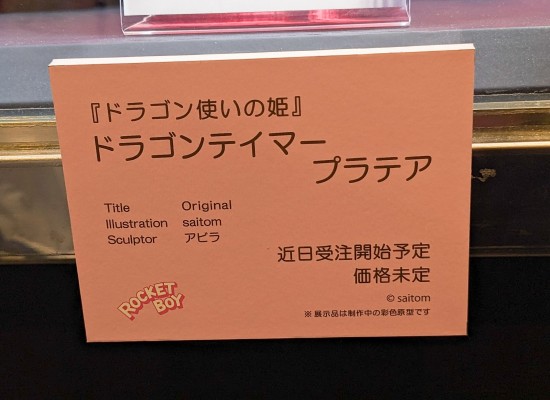 『ドラゴン使いの姫』
ドラゴンテイマー
プラテア
Title Original
Illustration saitom
Sculptor アビラ
近日受注開始予定
価格未定
© saitom
※ 展示品は制作中の彩色原型です
ROCKET
BOY